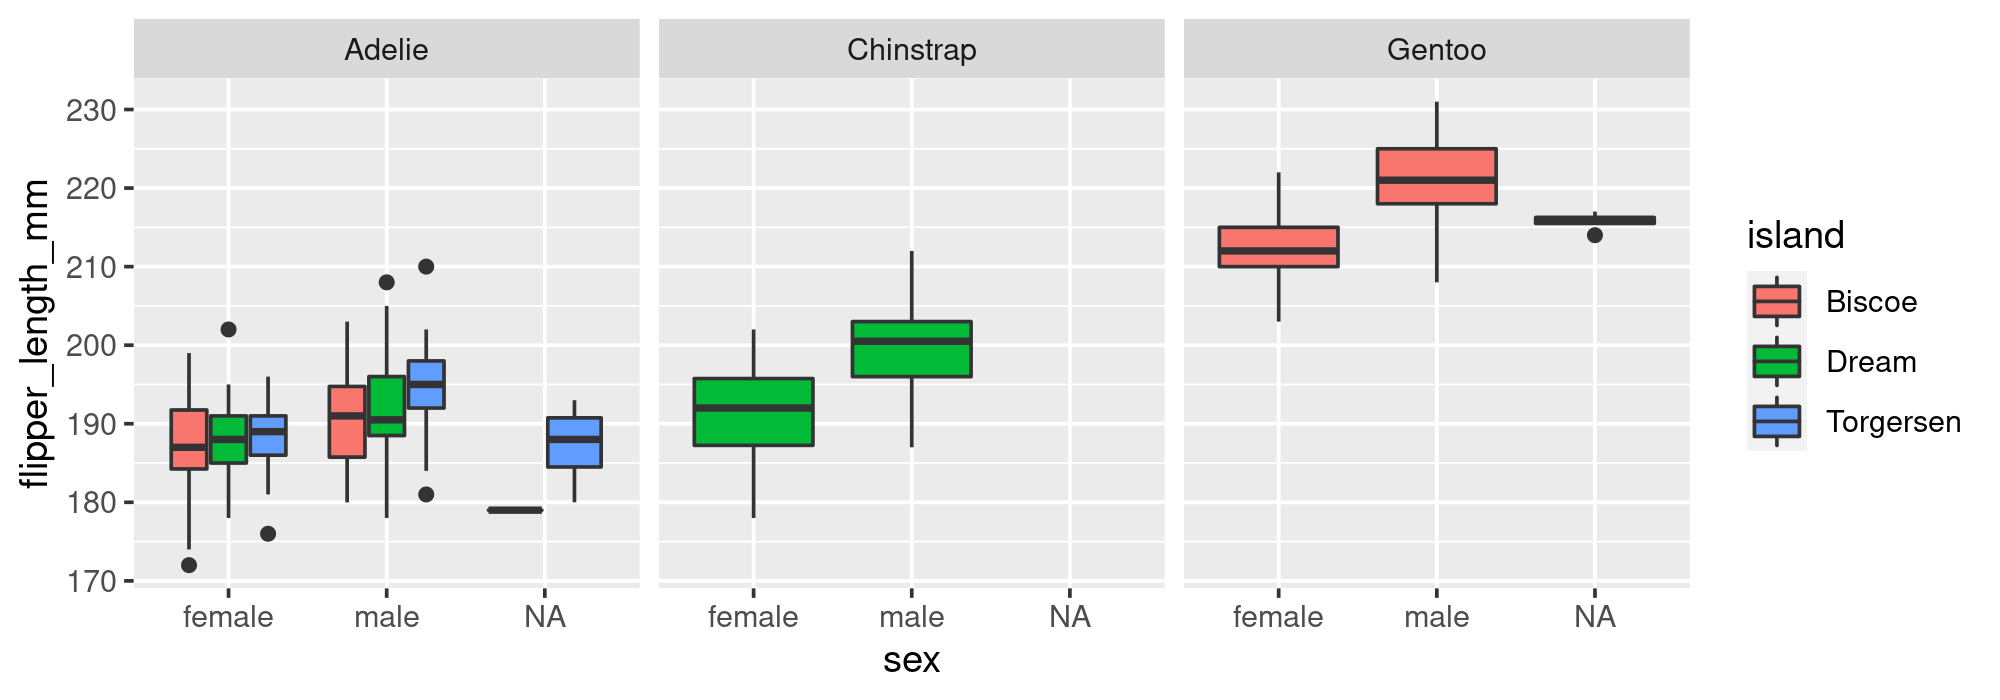 Adelie
Chinstrap
Gentoo
flipper_length_mm
230
220
210
200
190
180
170
female male NA
female male NA
female male NA
sex
island
Biscoe
Dream
Torgersen